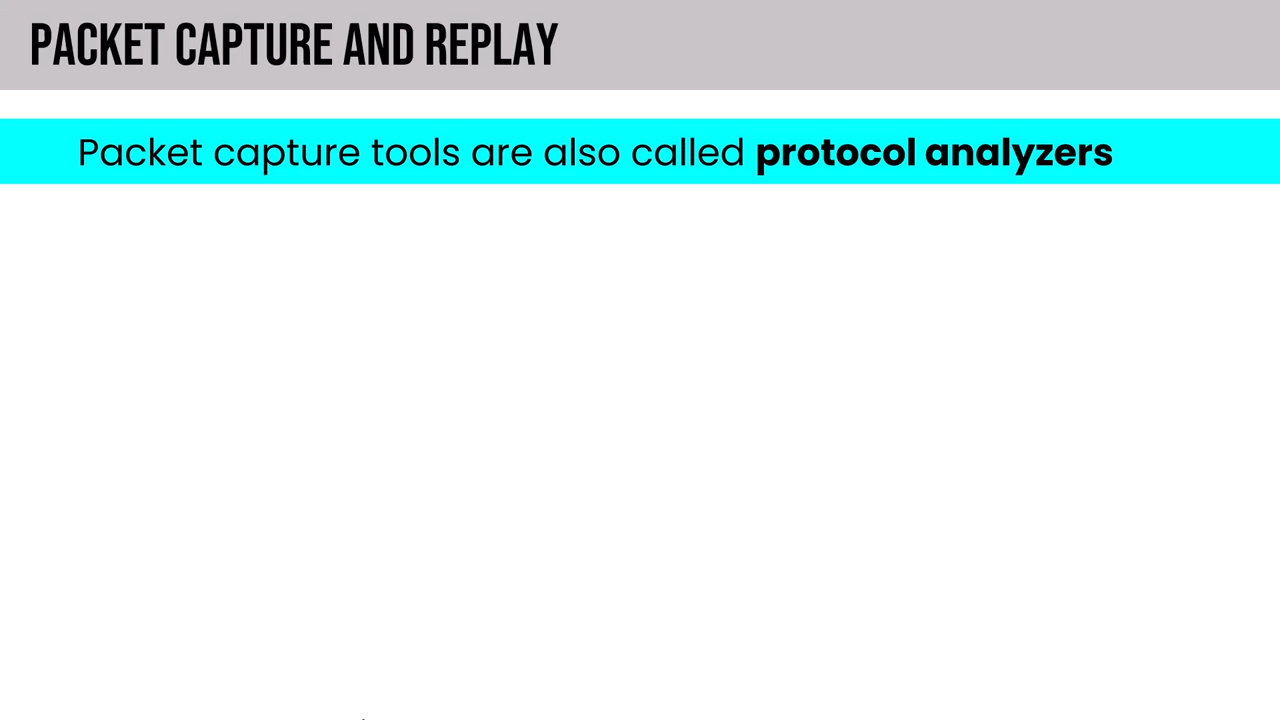 PACKET CAPTURE AND REPLAY
Packet capture tools are also called protocol analyzers